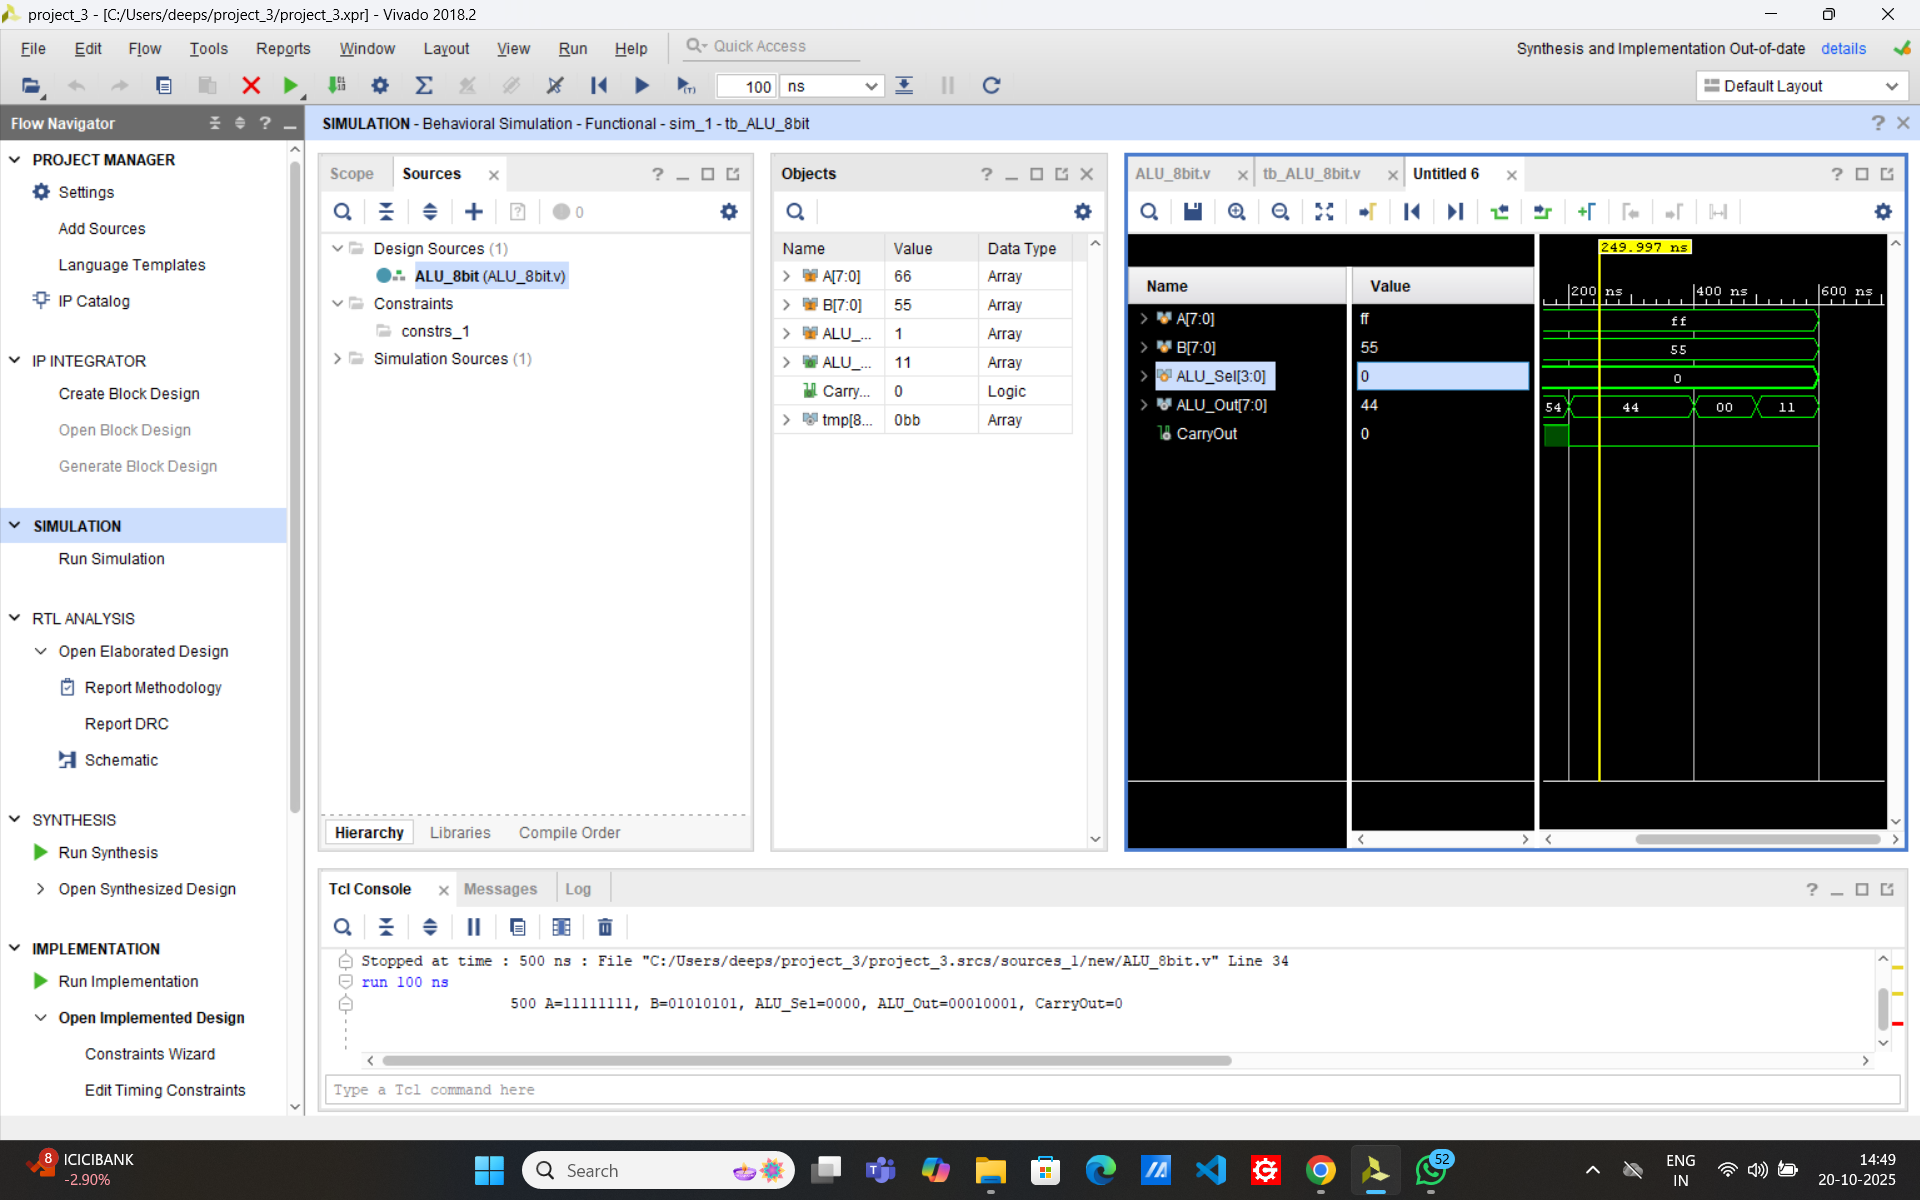 project_3 - [C:/Users/deeps/project_3/project_3.xpr] - Vivado 2018.2
File Edit Flow Tools Reports Window Layout View Run Help Quick Access
Synthesis and Implementation Out-of-date details
100 ns
Default Layout
Flow Navigator
PROJECT MANAGER
Settings
Add Sources
Language Templates
IP Catalog
IP INTEGRATOR
Create Block Design
Open Block Design
Generate Block Design
SIMULATION
Run Simulation
RTL ANALYSIS
Open Elaborated Design
Report Methodology
Report DRC
Schematic
SYNTHESIS
Run Synthesis
Open Synthesized Design
IMPLEMENTATION
Run Implementation
Open Implemented Design
Constraints Wizard
Edit Timing Constraints
SIMULATION - Behavioral Simulation - Functional - sim_1 - tb_ALU_8bit
Scope Sources
0
Design Sources (1)
ALU_8bit (ALU_8bit.v)
Constraints
constrs_1
Simulation Sources (1)
Hierarchy Libraries Compile Order
Objects
Name Value Data Type
A[7:0] 66 Array
B[7:0] 55 Array
ALU_... 1 Array
ALU_... 11 Array
Carry... 0 Logic
tmp[8... 0bb Array
ALU_8bit.v tb_ALU_8bit.v Untitled 6
249.997 ns
Name Value
200 ns 400 ns 600 ns
A[7:0] ff ff
B[7:0] 55 55
ALU_Sel[3:0] 0 0
ALU_Out[7:0] 44 54 44 00 11
CarryOut 0
Tcl Console Messages Log
Stopped at time : 500 ns : File "C:/Users/deeps/project_3/project_3.srcs/sources_1/new/ALU_8bit.v" Line 34
run 100 ns
500 A=11111111, B=01010101, ALU_Sel=0000, ALU_Out=00010001, CarryOut=0
Type a Tcl command here
8 ICICIBANK
-2.90%
Search
52
ENG
IN
14:49
20-10-2025